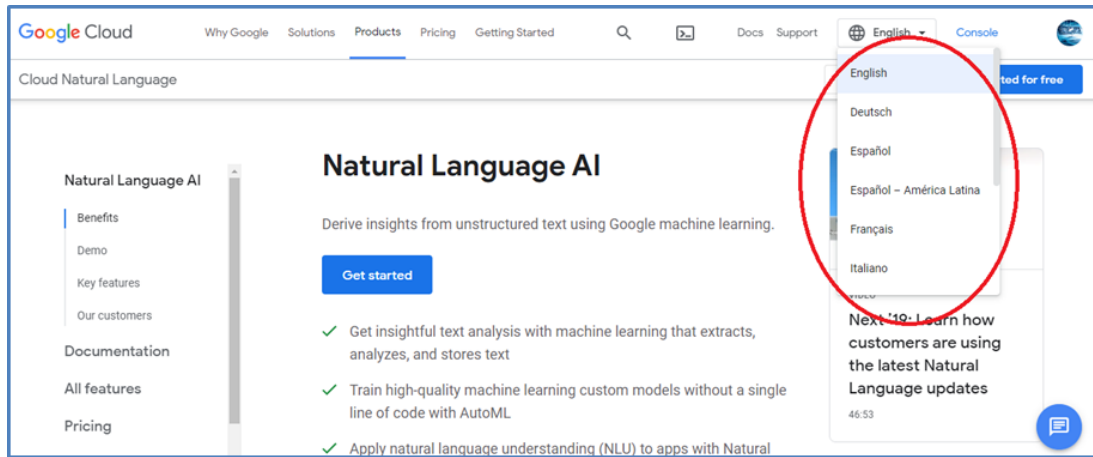 Google Cloud
Why Google
Solutions
Products
Pricing
Getting Started
Docs
Support
English
Console
Cloud Natural Language
ted for free
English
Deutsch
Español
Español – América Latina
Français
Italiano
Natural Language AI
Benefits
Demo
Key features
Our customers
Documentation
All features
Pricing
Natural Language AI
Derive insights from unstructured text using Google machine learning.
Get started
Get insightful text analysis with machine learning that extracts,
analyzes, and stores text
Train high-quality machine learning custom models without a single
line of code with AutoML
Apply natural language understanding (NLU) to apps with Natural
VIDEO
Next '19: Learn how
customers are using
the latest Natural
Language updates
46:53